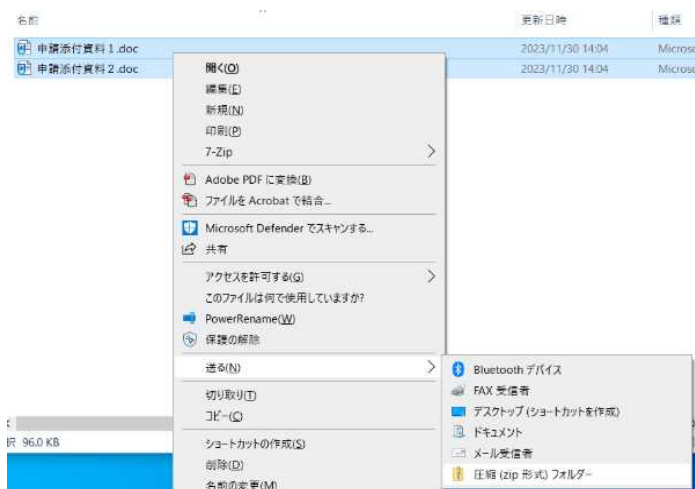 名前 更新日時 種類
申請添付資料1.doc 2023/11/30 14:04 Microso
申請添付資料2.doc 2023/11/30 14:04 Microso
開く(O)
編集(E)
新規(N)
印刷(P)
7-Zip
Adobe PDF に変換(B)
ファイルを Acrobat で結合...
Microsoft Defender でスキャンする...
共有
アクセスを許可する(G)
このファイルは何で使用していますか?
PowerRename(W)
保護の解除
送る(N)
Bluetooth デバイス
FAX 受信者
デスクトップ (ショートカットを作成)
ドキュメント
メール受信者
圧縮 (zip 形式) フォルダー
切り取り(T)
コピー(C)
ショートカットの作成(S)
削除(D)
名前の変更(M)
択 96.0 KB